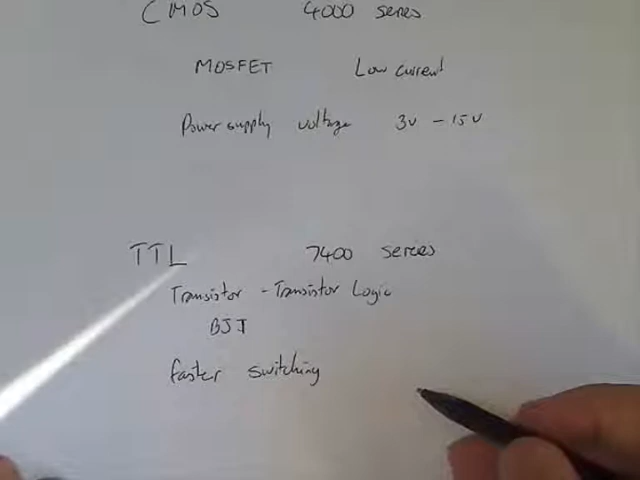 CMOS 4000 series
MOSFET Low current
Power supply voltage 3v - 15v
TTL 7400 series
Transistor - Transistor Logic
BJT
faster switching